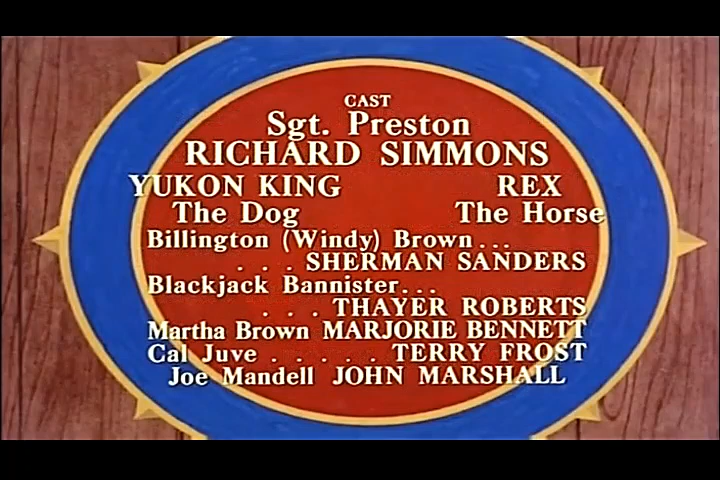 CAST
Sgt. Preston
RICHARD SIMMONS
YUKON KING REX
The Dog The Horse
Billington (Windy) Brown...
. . . SHERMAN SANDERS
Blackjack Bannister...
. . . THAYER ROBERTS
Martha Brown MARJORIE BENNETT
Cal Juve . . . . . TERRY FROST
Joe Mandell JOHN MARSHALL